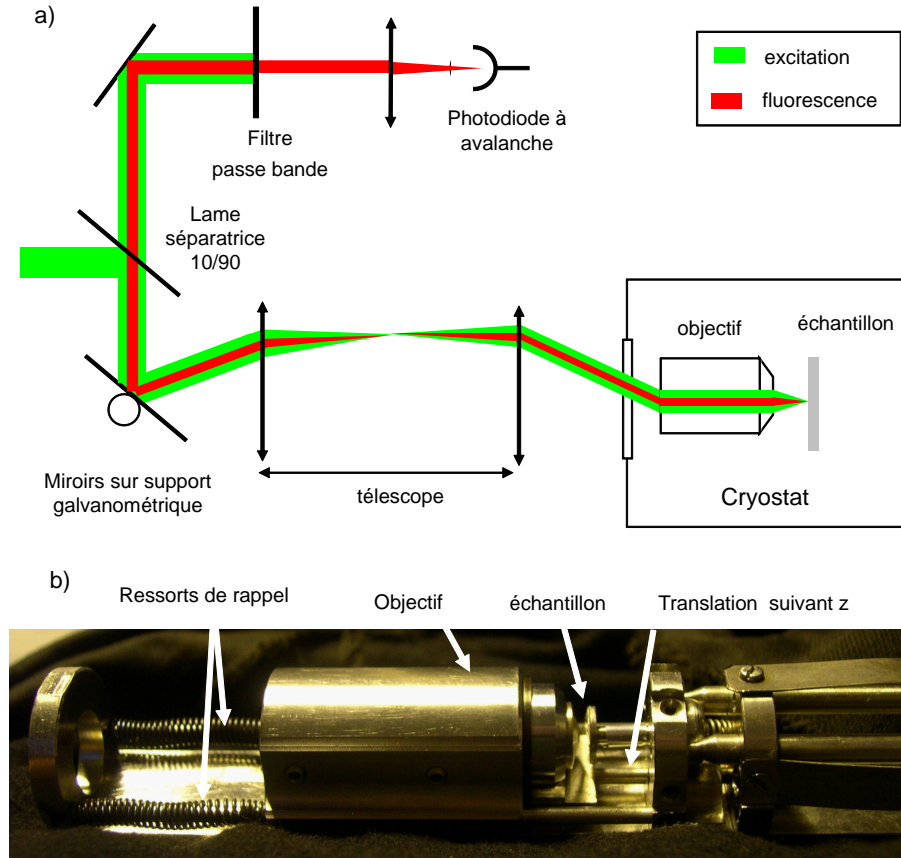 a)
excitation
fluorescence
Photodiode à
avalanche
Filtre
passe bande
Lame
séparatrice
10/90
objectif
échantillon
Miroirs sur support
galvanométrique
télescope
Cryostat
b)
Ressorts de rappel
Objectif
échantillon
Translation suivant z